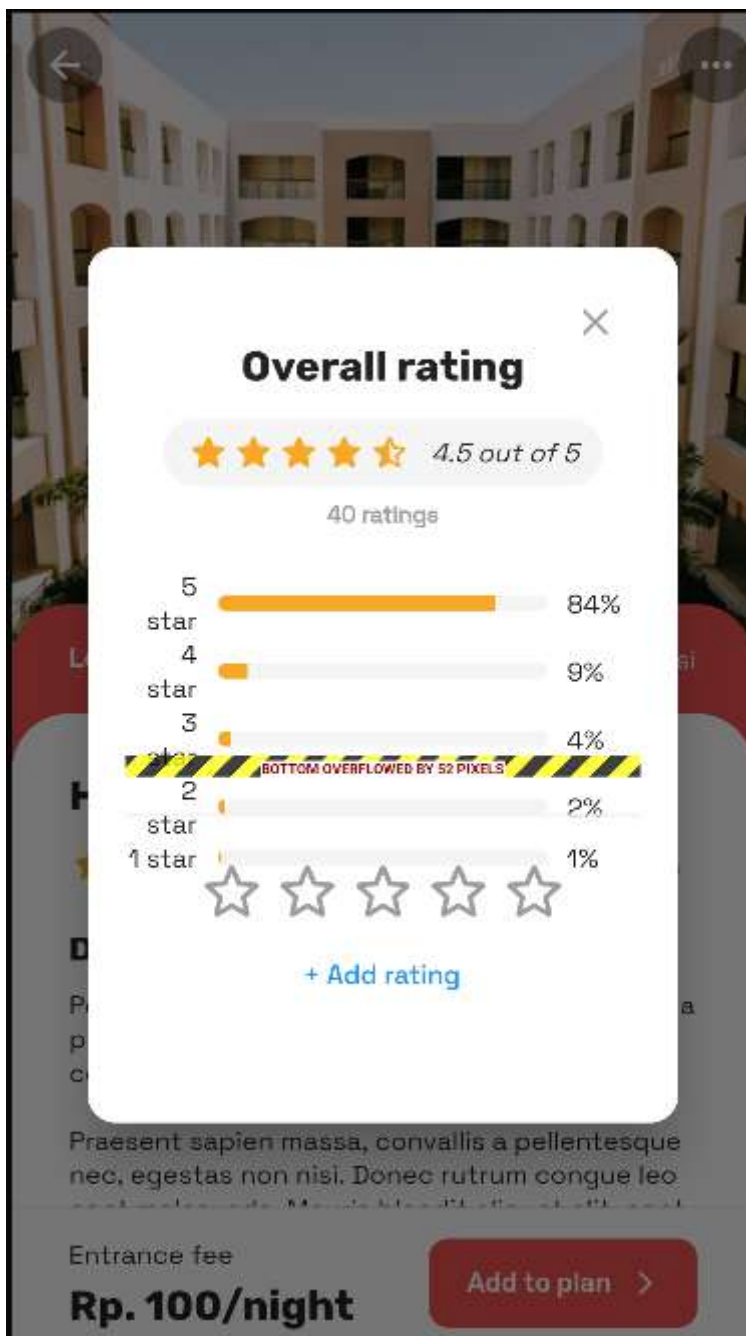 Overall rating
4.5 out of 5
40 ratings
5 star 84%
4 star 9%
3 star 4%
BOTTOM OVERFLOWED BY 52 PIXELS
2 star 2%
1 star 1%
+ Add rating
Praesent sapien massa, convallis a pellentesque
nec, egestas non nisi. Donec rutrum congue leo
Entrance fee
Rp. 100/night
Add to plan